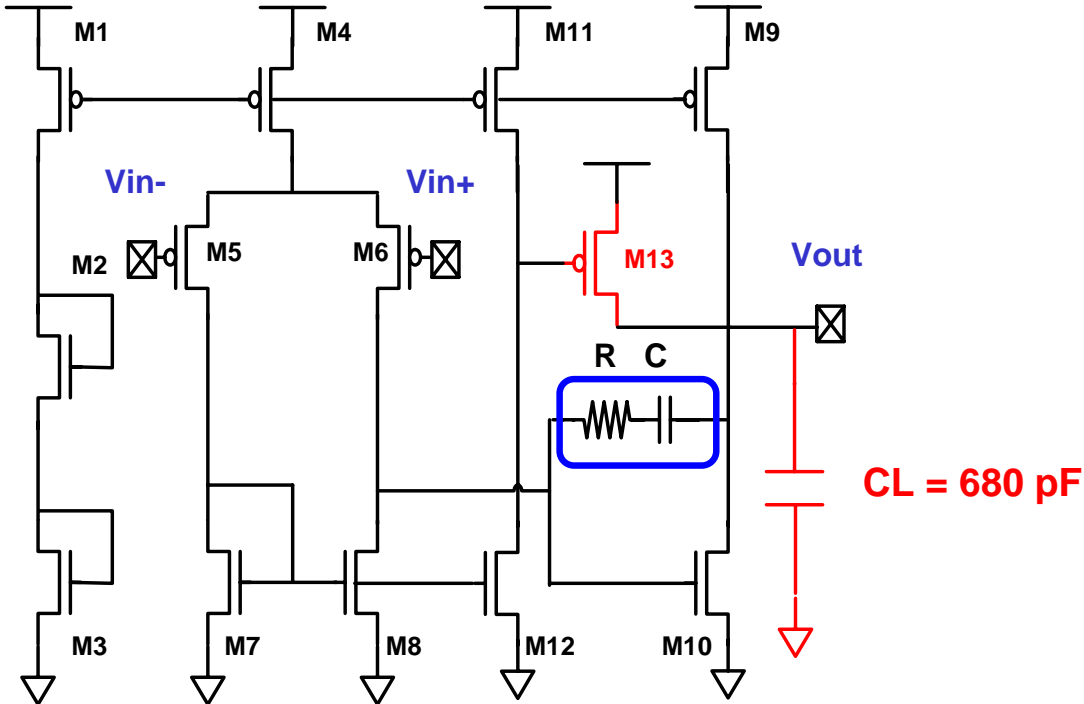 M1
M4
M11
M9
Vin-
Vin+
M5
M6
M13
Vout
M2
R C
CL = 680 pF
M3
M7
M8
M12
M10